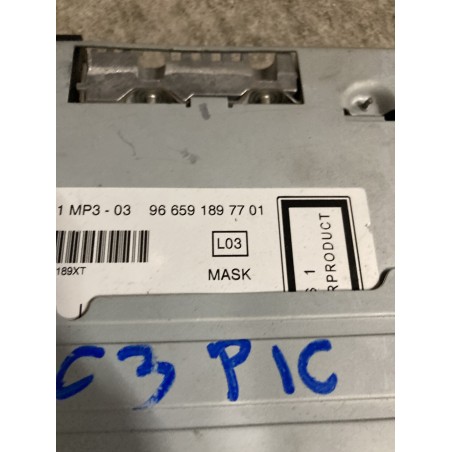 1 MP3 - 03 96 659 189 77 01
L03
189XT
MASK
S 1
RPRODUCT
C3 PIC